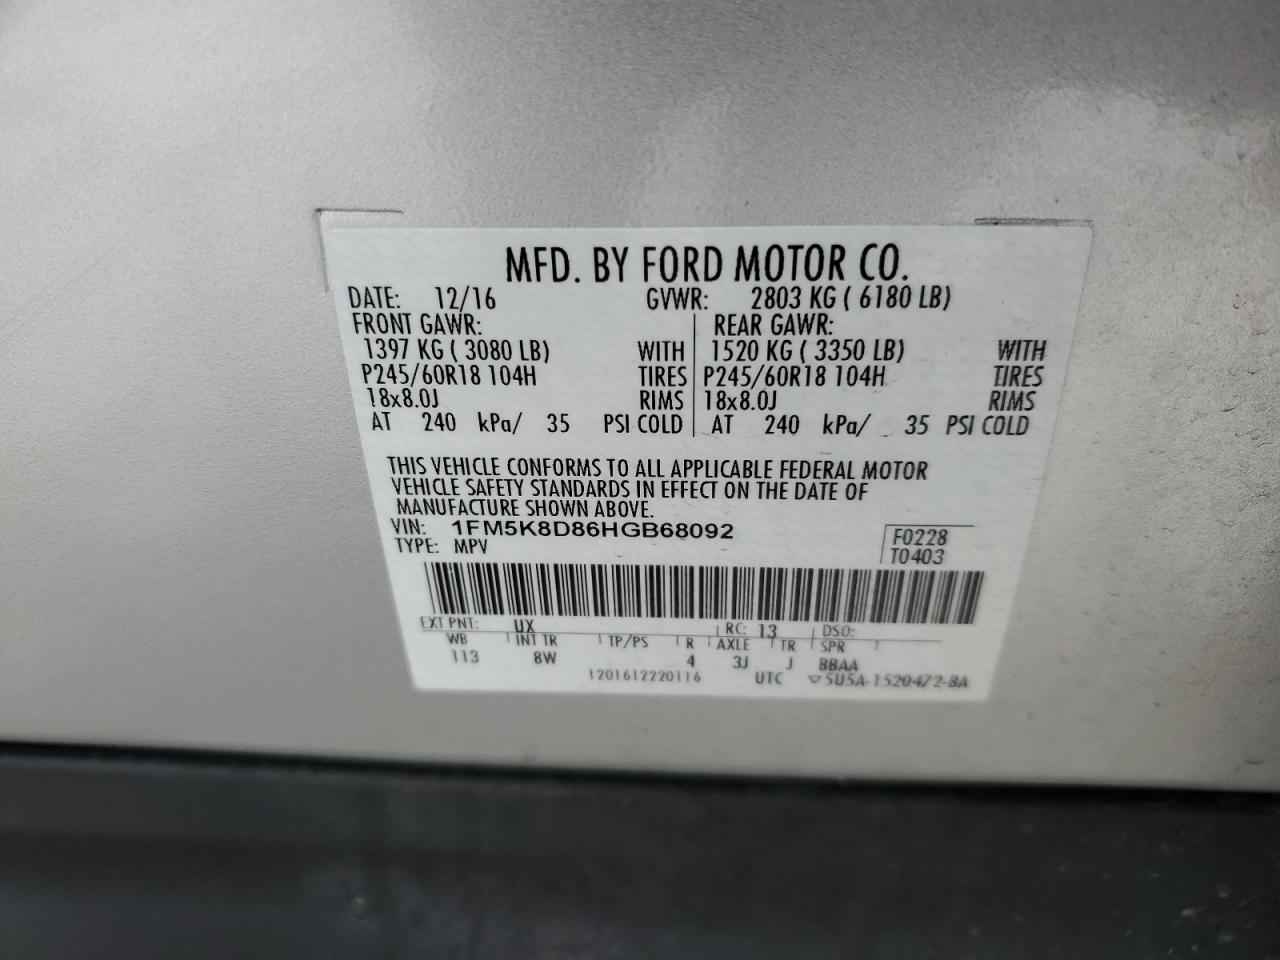 MFD. BY FORD MOTOR CO.
DATE: 12/16 GVWR: 2803 KG ( 6180 LB)
FRONT GAWR: REAR GAWR:
1397 KG ( 3080 LB) WITH 1520 KG ( 3350 LB) WITH
P245/60R18 104H TIRES P245/60R18 104H TIRES
18x8.0J RIMS 18x8.0J RIMS
AT 240 kPa/ 35 PSI COLD AT 240 kPa/ 35 PSI COLD
THIS VEHICLE CONFORMS TO ALL APPLICABLE FEDERAL MOTOR
VEHICLE SAFETY STANDARDS IN EFFECT ON THE DATE OF
MANUFACTURE SHOWN ABOVE.
VIN: 1FM5K8D86HGB68092 F0228
TYPE: MPV T0403
EXT PNT: UX RC: 13 DSO:
WB INT TR TP/PS R AXLE TR SPR
113 8W 4 3J J BBAA
1201612220116 UTC ▽5U5A-1520472-BA